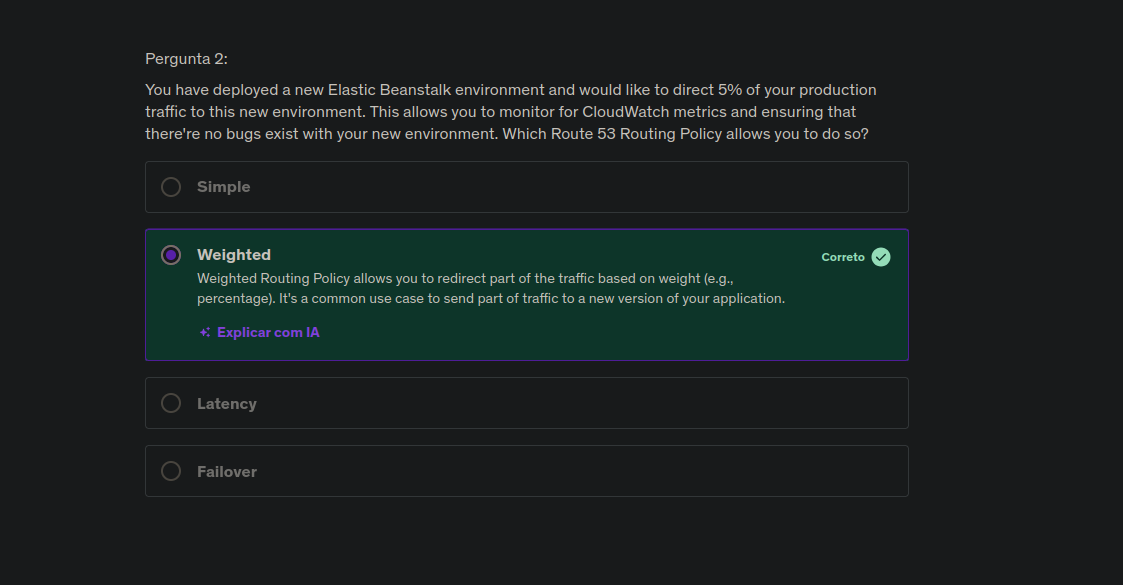 Pergunta 2:
You have deployed a new Elastic Beanstalk environment and would like to direct 5% of your production
traffic to this new environment. This allows you to monitor for CloudWatch metrics and ensuring that
there're no bugs exist with your new environment. Which Route 53 Routing Policy allows you to do so?
Simple
Weighted
Correto
Weighted Routing Policy allows you to redirect part of the traffic based on weight (e.g.,
percentage). It's a common use case to send part of traffic to a new version of your application.
Explicar com IA
Latency
Failover